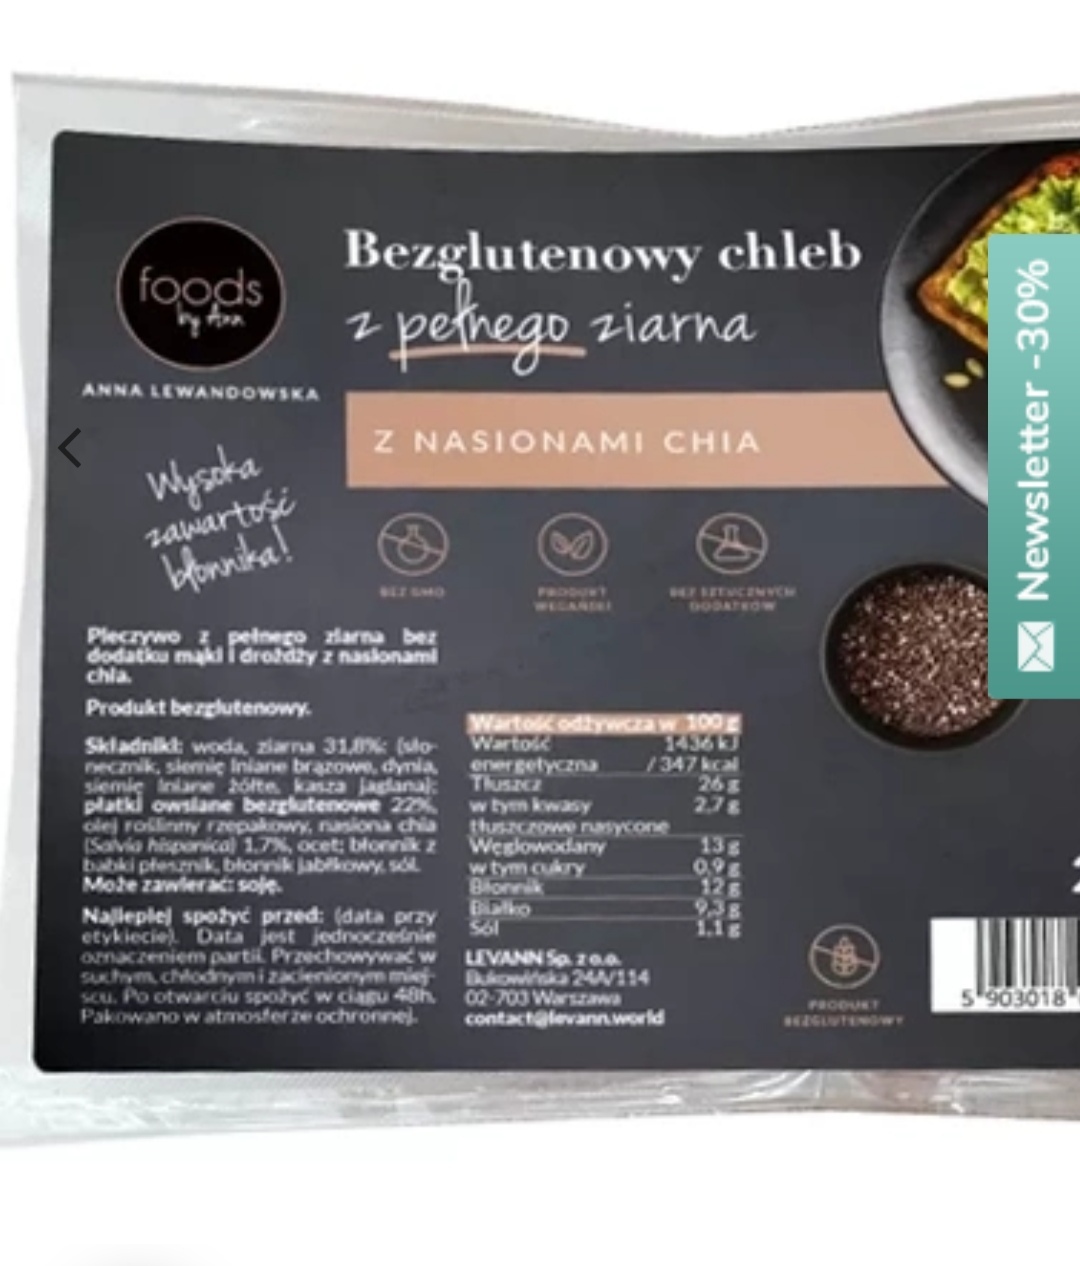 foods
by Ann
ANNA LEWANDOWSKA
Bezglutenowy chleb
z pełnego ziarna
Z NASIONAMI CHIA
Wysoka
zawartość
błonnika!
BEZ GMO
PRODUKT
WEGAŃSKI
BEZ SZTUCZNYCH
DODATKÓW
Pieczywo z pełnego ziarna bez
dodatku mąki i drożdży z nasionami
chia.
Produkt bezglutenowy.
Składniki: woda, ziarna 31,8%: (sło-
necznik, siemię lniane brązowe, dynia,
siemię lniane żółte, kasza jaglana);
płatki owsiane bezglutenowe 22%,
olej roślinny rzepakowy, nasiona chia
(Salvia hispanica) 1,7%, ocet; błonnik z
babki płesznik, błonnik jabłkowy, sól.
Może zawierać: soję.
Najlepiej spożyć przed: (data przy
etykiecie). Data jest jednocześnie
oznaczeniem partii. Przechowywać w
suchym, chłodnym i zacienionym miej-
scu. Po otwarciu spożyć w ciągu 48h.
Pakowano w atmosferze ochronnej.
Wartość odżywcza w 100 g
Wartość 1436 kJ
energetyczna / 347 kcal
Tłuszcz 26 g
w tym kwasy 2,7 g
tłuszczowe nasycone
Węglowodany 13 g
w tym cukry 0,9 g
Błonnik 12 g
Białko 9,3 g
Sól 1,1 g
LEVANN Sp. z o.o.
Bukowińska 24A/114
02-703 Warszawa
contact@levann.world
PRODUKT
BEZGLUTENOWY
5 903018
Newsletter -30%